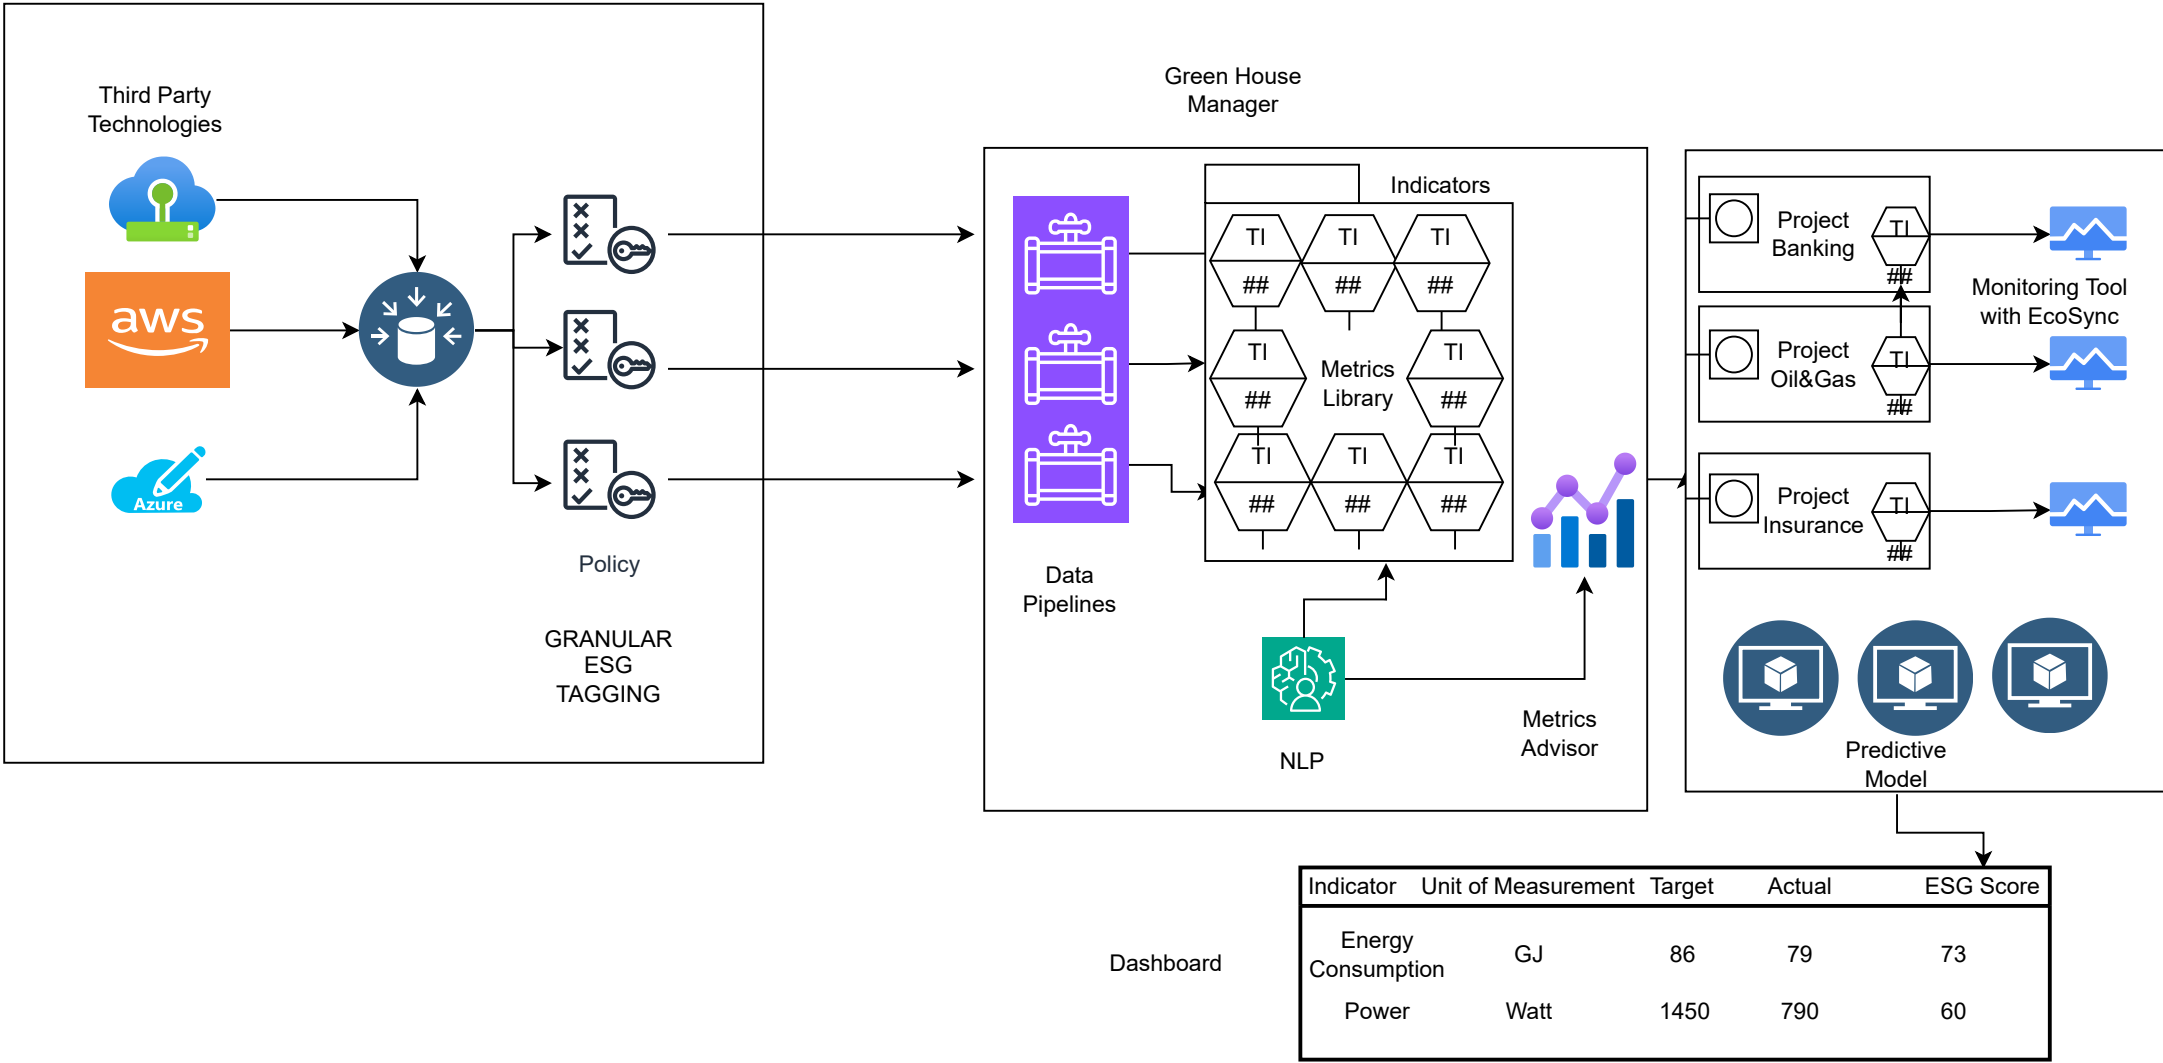 Third Party
Technologies
aws
Azure
Policy
GRANULAR
ESG
TAGGING
Green House
Manager
Data
Pipelines
Indicators
TI
##
TI
##
TI
##
TI
##
Metrics
Library
TI
##
TI
##
TI
##
TI
##
NLP
Metrics
Advisor
Project
Banking
TI
##
Project
Oil&Gas
TI
##
Project
Insurance
TI
##
Monitoring Tool
with EcoSync
Predictive
Model
Dashboard
Indicator Unit of Measurement Target Actual ESG Score
Energy
Consumption GJ 86 79 73
Power Watt 1450 790 60